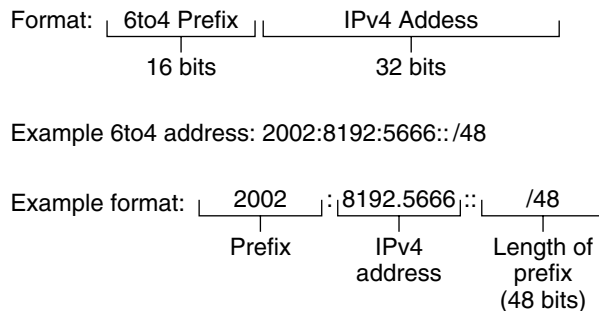 Format: 6to4 Prefix IPv4 Addess
16 bits 32 bits
Example 6to4 address: 2002:8192:5666:: /48
Example format: 2002 : 8192.5666 :: /48
Prefix IPv4 address Length of prefix (48 bits)